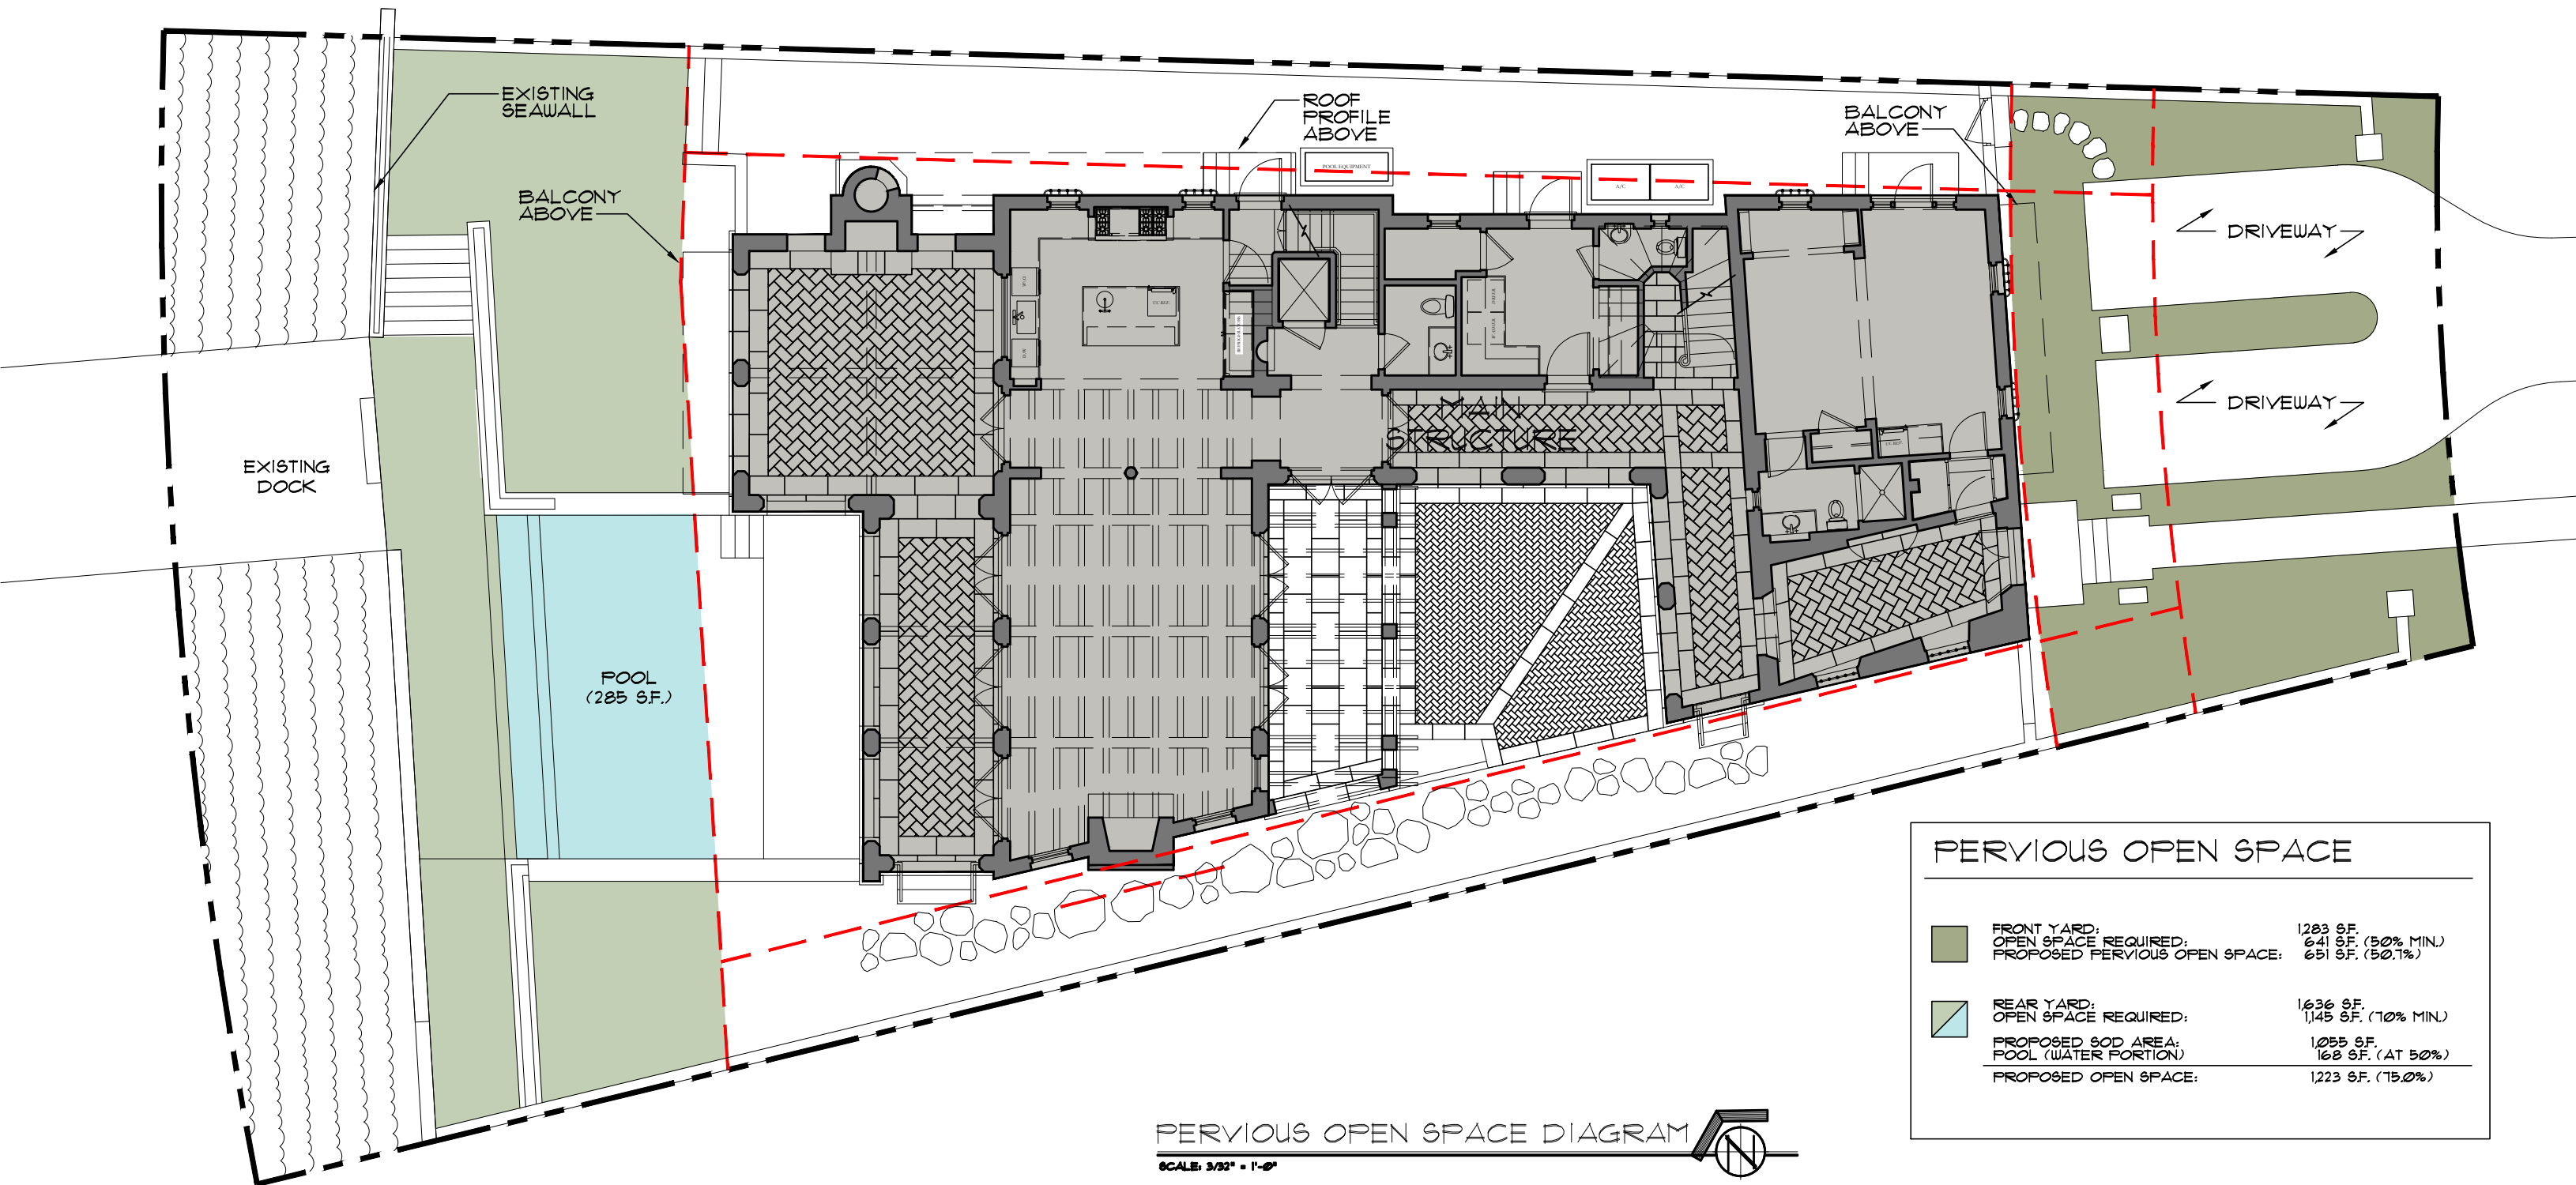 EXISTING
SEAWALL
ROOF
PROFILE
ABOVE
BALCONY
ABOVE
POOL EQUIPMENT
A/C
A/C
BALCONY
ABOVE
DRIVEWAY
MAIN
STRUCTURE
DRIVEWAY
EXISTING
DOCK
POOL
(285 S.F.)
PERVIOUS OPEN SPACE
FRONT YARD: 1,283 S.F.
OPEN SPACE REQUIRED: 641 S.F. (50% MIN.)
PROPOSED PERVIOUS OPEN SPACE: 651 S.F. (50.7%)
REAR YARD: 1,636 S.F.
OPEN SPACE REQUIRED: 1,145 S.F. (70% MIN.)
PROPOSED SOD AREA: 1,055 S.F.
POOL (WATER PORTION) 168 S.F. (AT 50%)
PROPOSED OPEN SPACE: 1,223 S.F. (75.0%)
PERVIOUS OPEN SPACE DIAGRAM
N
SCALE: 3/32" = 1'-0"